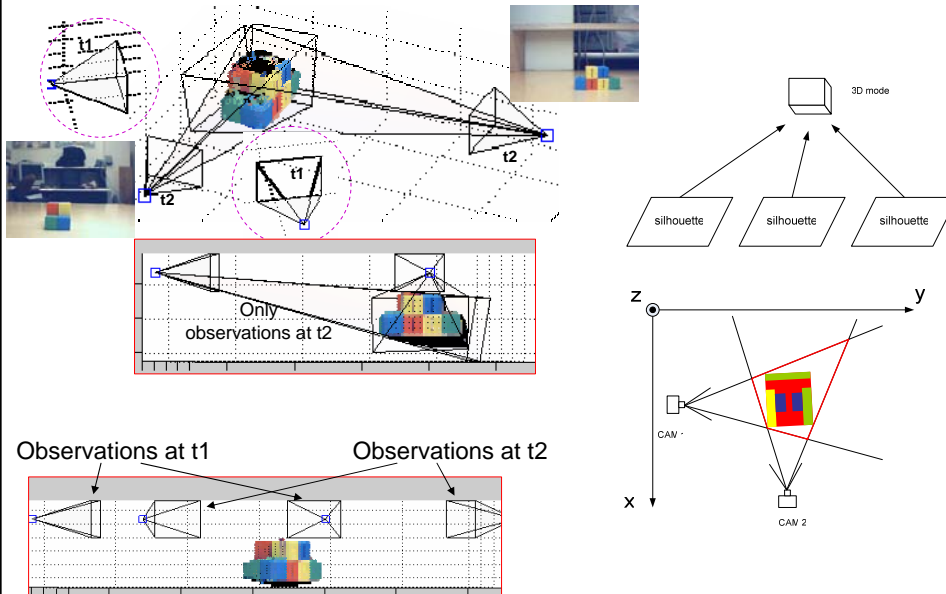 t1
t2
t2
t1
Only
observations at t2
Observations at t1
Observations at t2
3D mode
silhouette
silhouette
silhouette
z
y
x
CAM
CAM 2